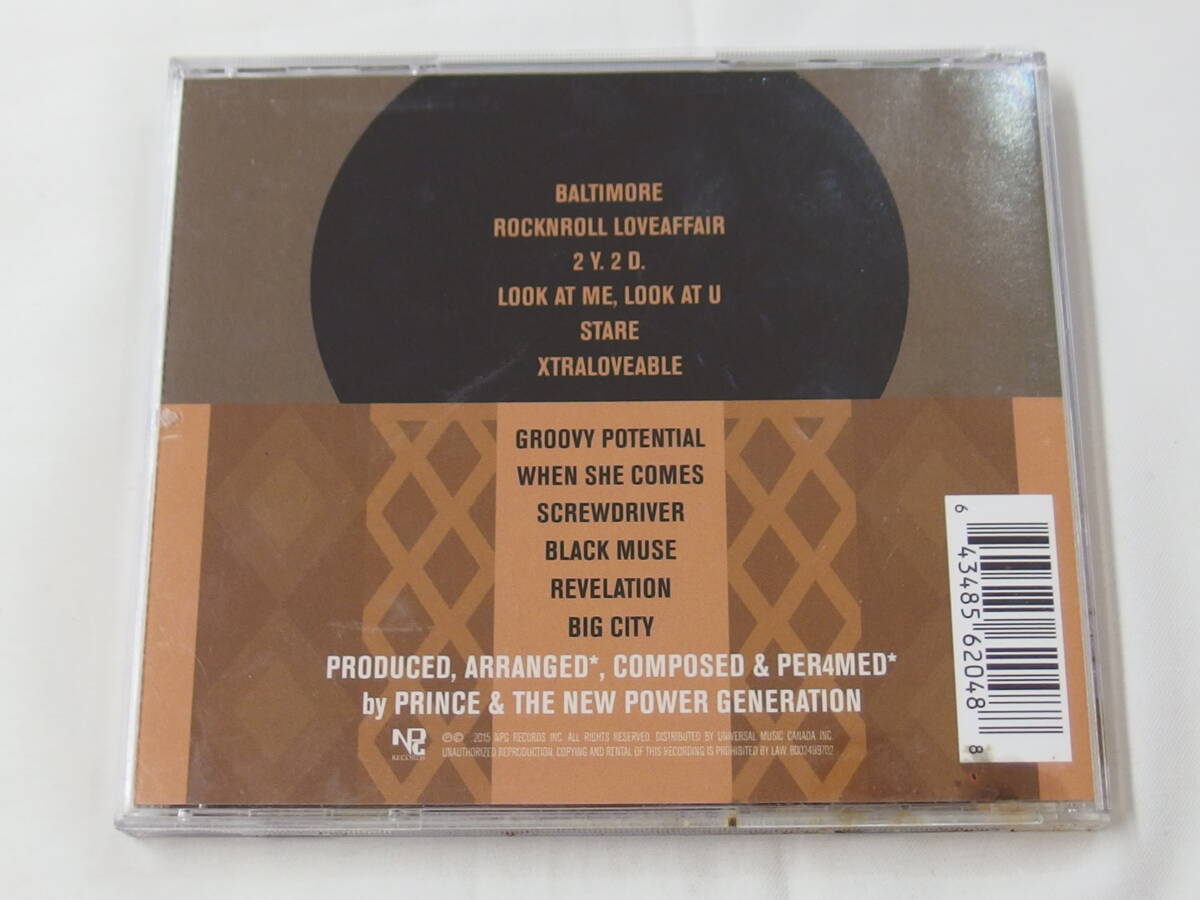 BALTIMORE
ROCKNROLL LOVEAFFAIR
2 Y. 2 D.
LOOK AT ME, LOOK AT U
STARE
XTRALOVEABLE
GROOVY POTENTIAL
WHEN SHE COMES
SCREWDRIVER
BLACK MUSE
REVELATION
BIG CITY
PRODUCED, ARRANGED*, COMPOSED & PER4MED*
by PRINCE & THE NEW POWER GENERATION
NPG
RECORDS
℗© 2015 NPG RECORDS INC. ALL RIGHTS RESERVED. DISTRIBUTED BY UNIVERSAL MUSIC CANADA INC.
UNAUTHORIZED REPRODUCTION, COPYING AND RENTAL OF THIS RECORDING IS PROHIBITED BY LAW. B002499702
6 43485 62048 8